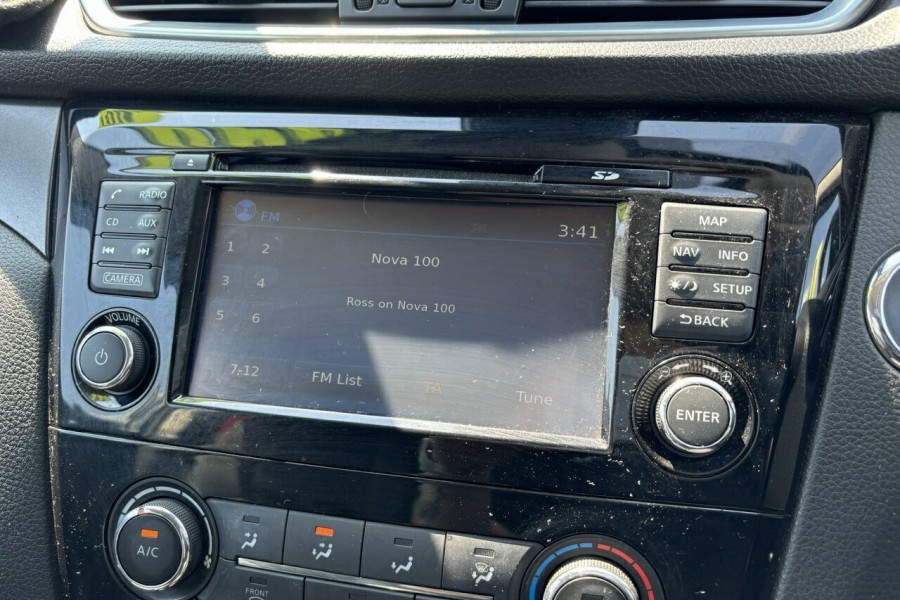 SD
RADIO
CD AUX
CAMERA
VOLUME
FM
3:41
Nova 100
Ross on Nova 100
1 2
3 4
5 6
7-12
FM List
TA
Tune
MAP
NAV INFO
SETUP
BACK
ENTER
A/C
FRONT